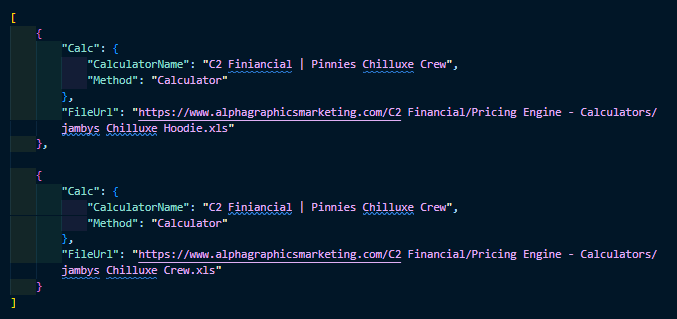 [
{
"Calc": {
"CalculatorName": "C2 Finiancial | Pinnies Chilluxe Crew",
"Method": "Calculator"
},
"FileUrl": "https://www.alphagraphicsmarketing.com/C2 Financial/Pricing Engine - Calculators/
jambys Chilluxe Hoodie.xls"
},
{
"Calc": {
"CalculatorName": "C2 Finiancial | Pinnies Chilluxe Crew",
"Method": "Calculator"
},
"FileUrl": "https://www.alphagraphicsmarketing.com/C2 Financial/Pricing Engine - Calculators/
jambys Chilluxe Crew.xls"
}
]